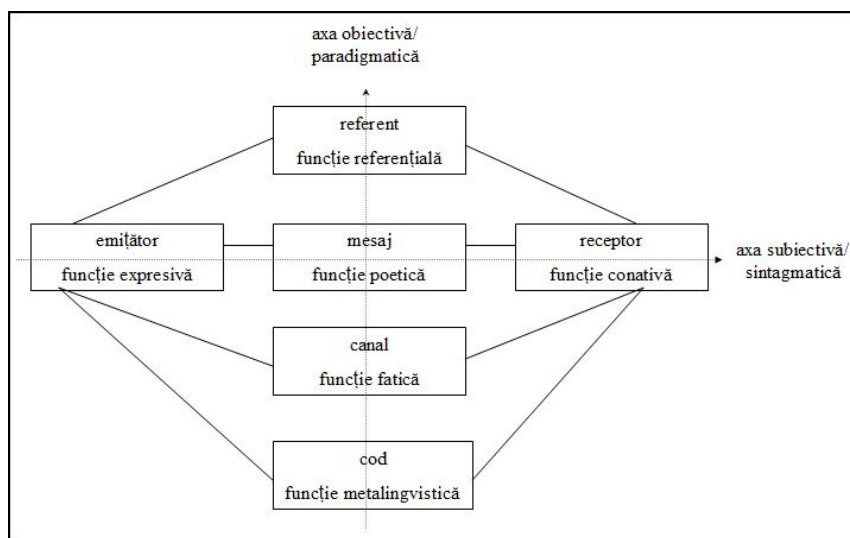 axa obiectivă/
paradigmatică
referent
funcție referențială
emițător
funcție expresivă
mesaj
funcție poetică
receptor
funcție conativă
axa subiectivă/
sintagmatică
canal
funcție fatică
cod
funcție metalingvistică